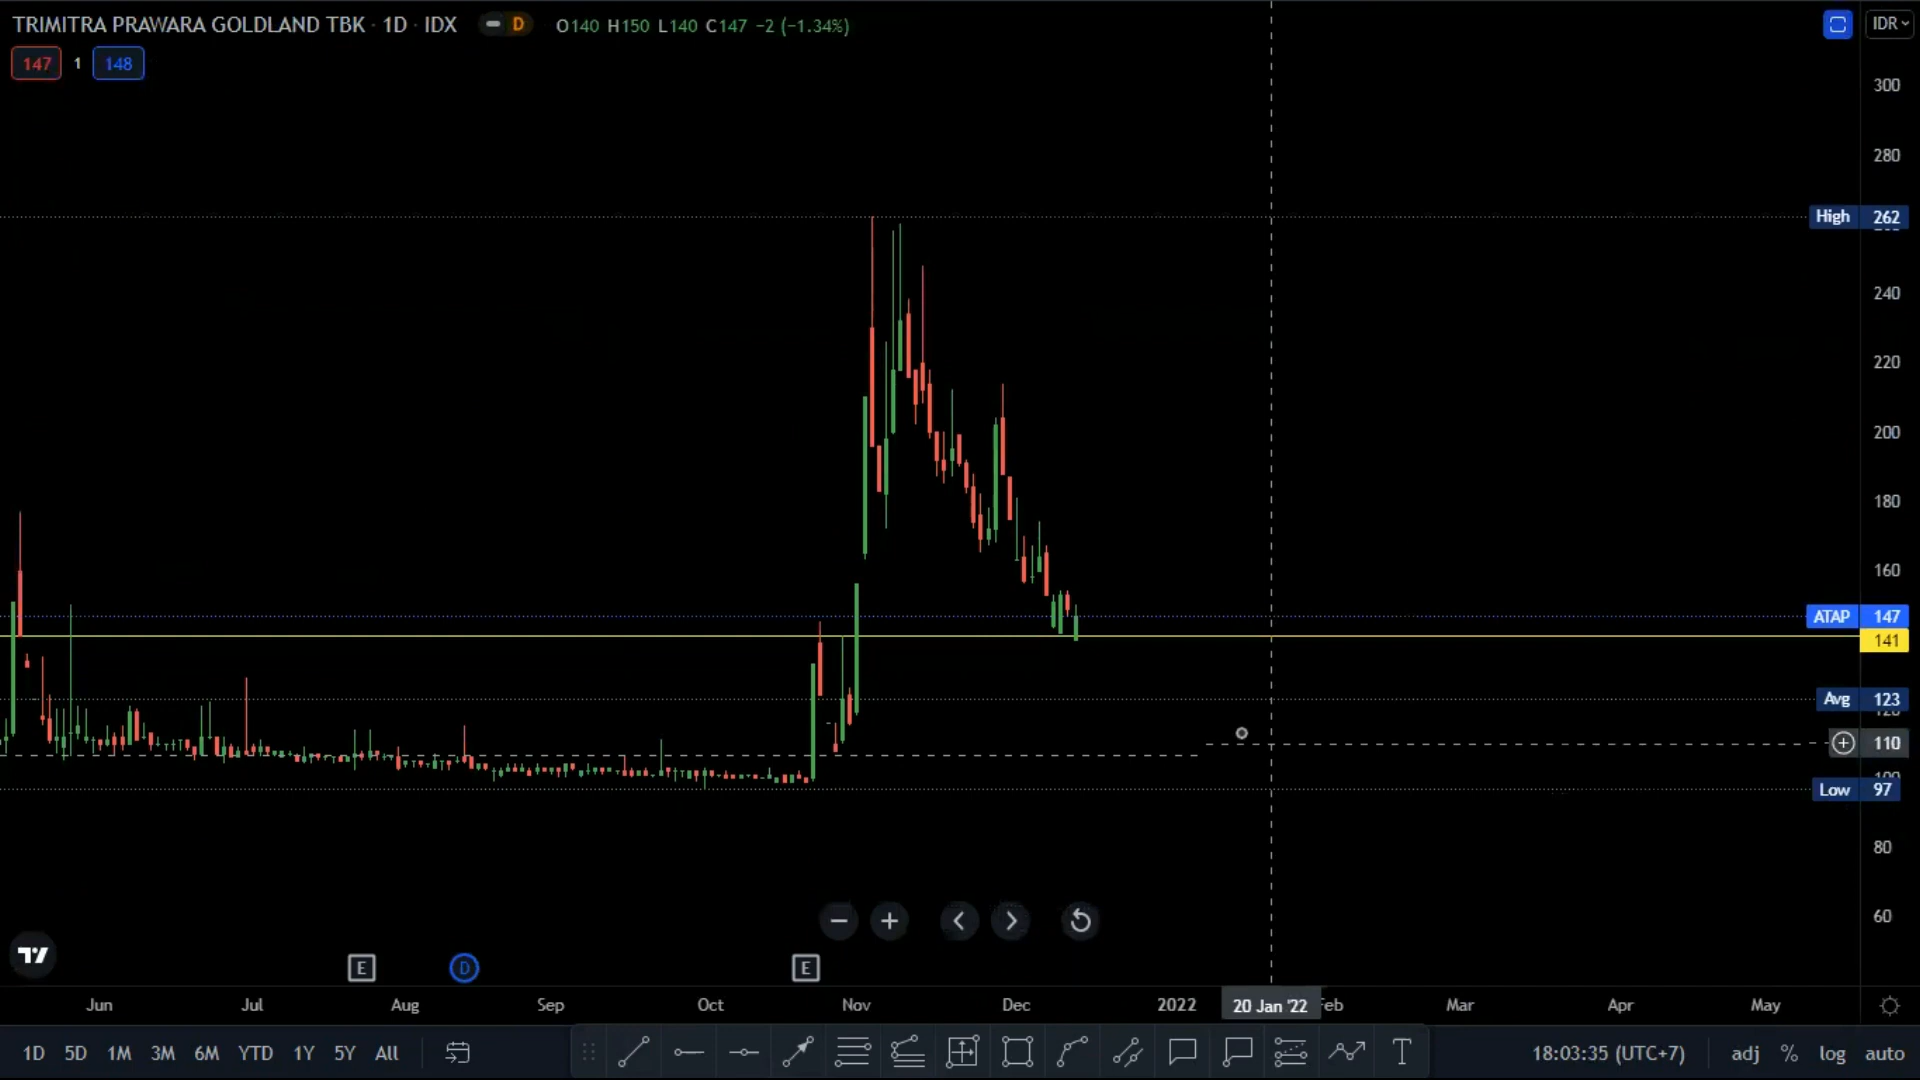 TRIMITRA PRAWARA GOLDLAND TBK · 1D · IDX D O140 H150 L140 C147 −2 (−1.34%) IDR
147 1 148
300
280
High 262
240
220
200
180
160
ATAP 147
141
Avg 123
110
Low 97
80
60
E D E
Jun Jul Aug Sep Oct Nov Dec 2022 20 Jan '22 Feb Mar Apr May
1D 5D 1M 3M 6M YTD 1Y 5Y All T 18:03:35 (UTC+7) adj % log auto